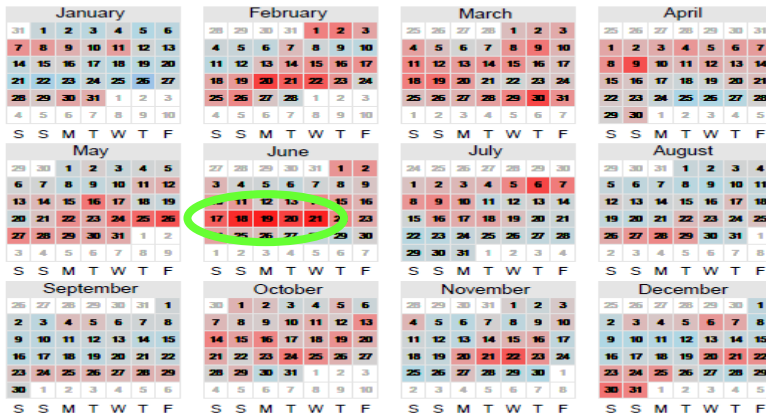 January
31 1 2 3 4 5 6
7 8 9 10 11 12 13
14 15 16 17 18 19 20
21 22 23 24 25 26 27
28 29 30 31 1 2 3
4 5 6 7 8 9 10
S S M T W T F
February
28 29 30 31 1 2 3
4 5 6 7 8 9 10
11 12 13 14 15 16 17
18 19 20 21 22 23 24
25 26 27 28 1 2 3
4 5 6 7 8 9 10
S S M T W T F
March
25 26 27 28 1 2 3
4 5 6 7 8 9 10
11 12 13 14 15 16 17
18 19 20 21 22 23 24
25 26 27 28 29 30 31
1 2 3 4 5 6 7
S S M T W T F
April
25 26 27 28 29 30 31
1 2 3 4 5 6 7
8 9 10 11 12 13 14
15 16 17 18 19 20 21
22 23 24 25 26 27 28
29 30 1 2 3 4 5
S S M T W T F
May
29 30 1 2 3 4 5
6 7 8 9 10 11 12
13 14 15 16 17 18 19
20 21 22 23 24 25 26
27 28 29 30 31 1 2
3 4 5 6 7 8 9
S S M T W T F
June
28 29 30 31 1 2
3 4 5 6 7 8 9
11 12 13 15 16
17 18 19 20 21 23
25 26 27 28 29 30
1 2 3 4 5 6 7
S S M T W T F
July
24 25 26 27 28 29 30
1 2 3 4 5 6 7
8 9 10 11 12 13 14
15 16 17 18 19 20 21
22 23 24 25 26 27 28
29 30 31 1 2 3 4
S S M T W T F
August
29 30 31 1 2 3 4
5 6 7 8 9 10 11
12 13 14 15 16 17 18
19 20 21 22 23 24 25
26 27 28 29 30 31 1
2 3 4 5 6 7 8
S S M T W T F
September
26 27 28 29 30 31 1
2 3 4 5 6 7 8
9 10 11 12 13 14 15
16 17 18 19 20 21 22
23 24 25 26 27 28 29
30 1 2 3 4 5 6
S S M T W T F
October
30 1 2 3 4 5 6
7 8 9 10 11 12 13
14 15 16 17 18 19 20
21 22 23 24 25 26 27
28 29 30 31 1 2 3
4 5 6 7 8 9 10
S S M T W T F
November
28 29 30 31 1 2 3
4 5 6 7 8 9 10
11 12 13 14 15 16 17
18 19 20 21 22 23 24
25 26 27 28 29 30 1
2 3 4 5 6 7 8
S S M T W T F
December
25 26 27 28 29 30 1
2 3 4 5 6 7 8
9 10 11 12 13 14 15
16 17 18 19 20 21 22
23 24 25 26 27 28 29
30 31 1 2 3 4 5
S S M T W T F